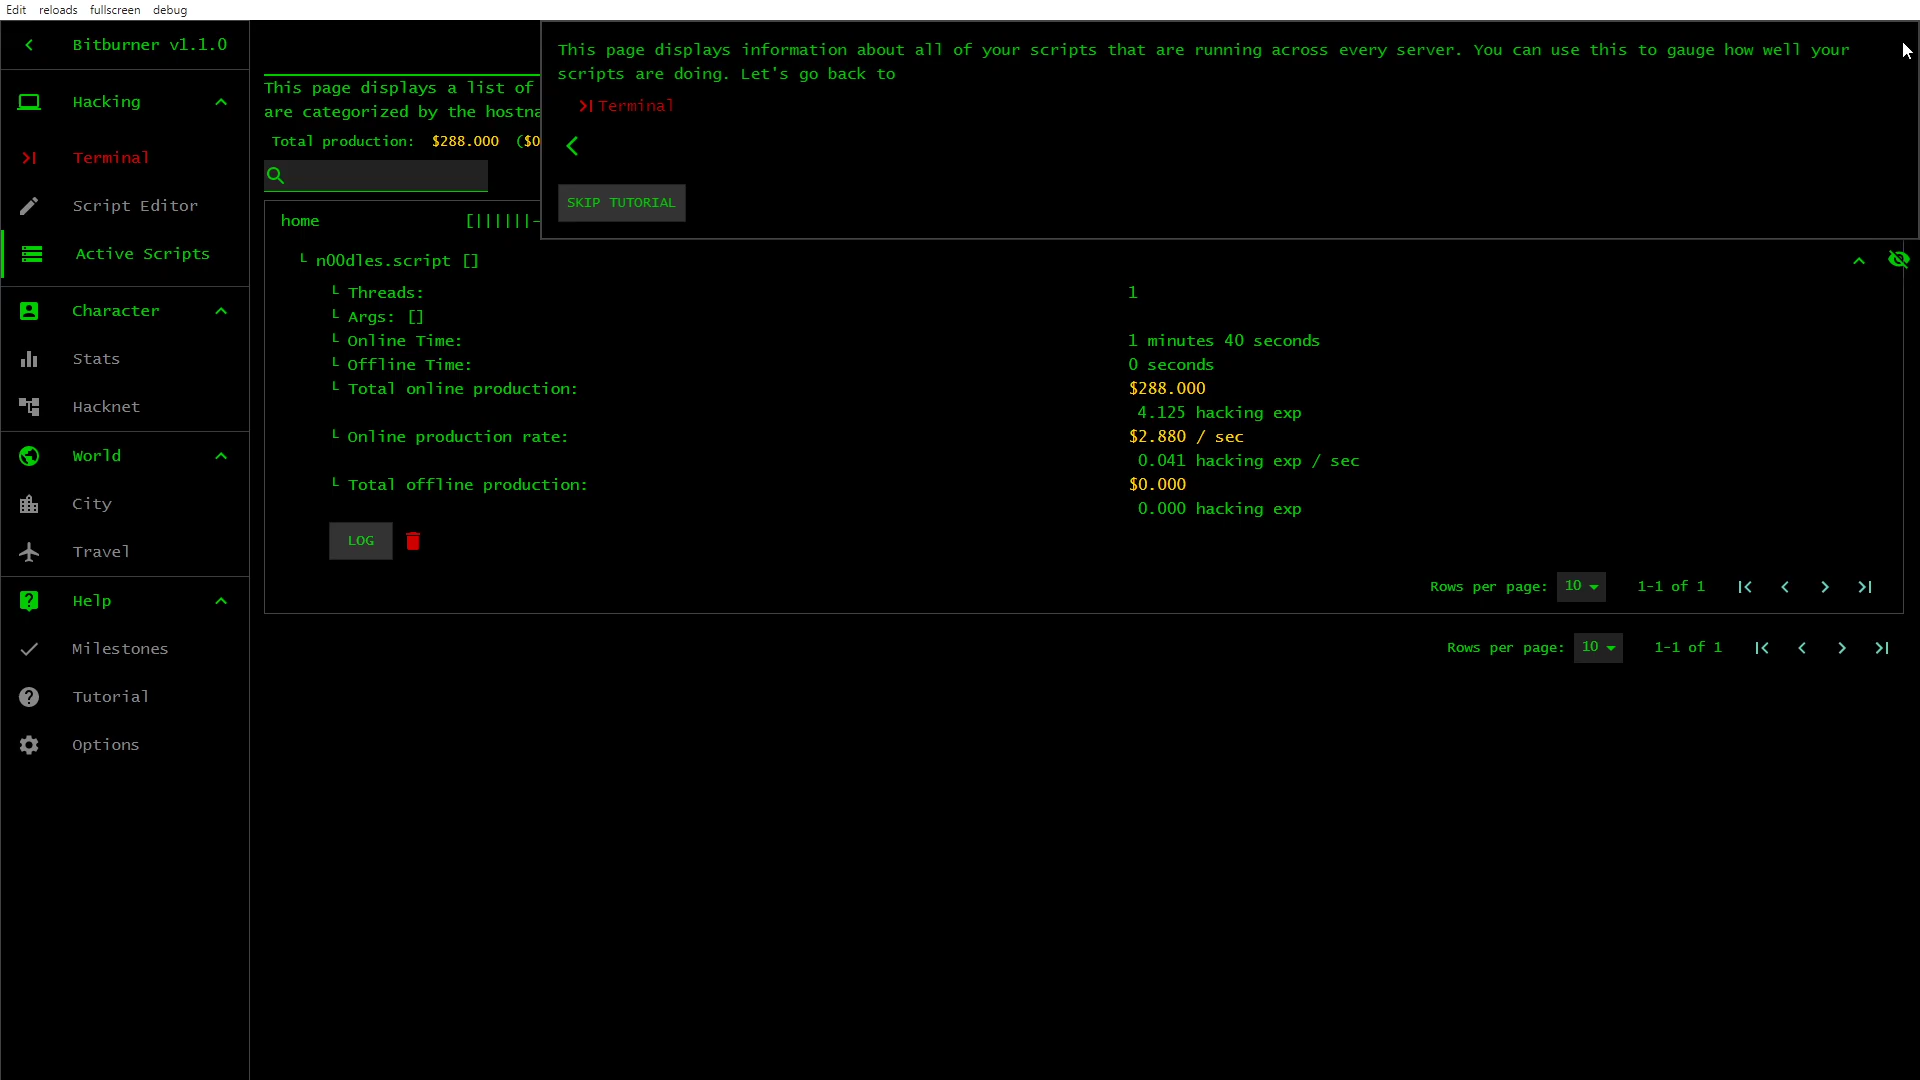 Edit reloads fullscreen debug
Bitburner v1.1.0
Hacking
Terminal
Script Editor
Active Scripts
Character
Stats
Hacknet
World
City
Travel
Help
Milestones
Tutorial
Options
This page displays information about all of your scripts that are running across every server. You can use this to gauge how well your
scripts are doing. Let's go back to
Terminal
SKIP TUTORIAL
This page displays a list of
are categorized by the
Total production: $288.000
home [||||||-
└ n00dles.script []
└ Threads: 1
└ Args: []
└ Online Time: 1 minutes 40 seconds
└ Offline Time: 0 seconds
└ Total online production: $288.000
4.125 hacking exp
└ Online production rate: $2.880 / sec
0.041 hacking exp / sec
└ Total offline production: $0.000
0.000 hacking exp
LOG
Rows per page: 10 1-1 of 1
Rows per page: 10 1-1 of 1